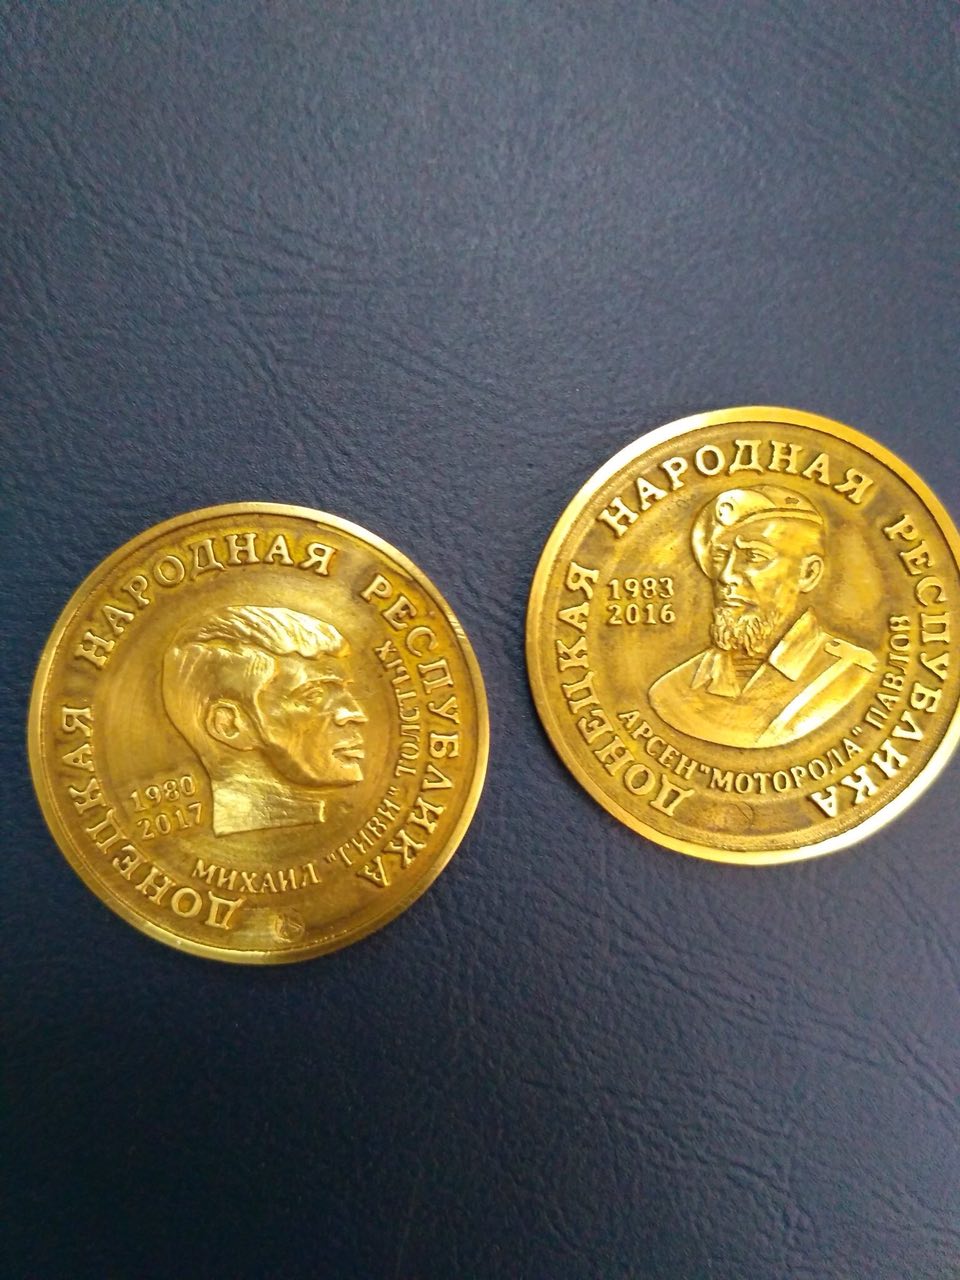 ДОНЕЦКАЯ НАРОДНАЯ РЕСПУБЛИКА
1980
2017
МИХАИЛ "ГИВИ" ТОЛСТЫХ
ДОНЕЦКАЯ НАРОДНАЯ РЕСПУБЛИКА
1983
2016
АРСЕН "МОТОРОЛА" ПАВЛОВ